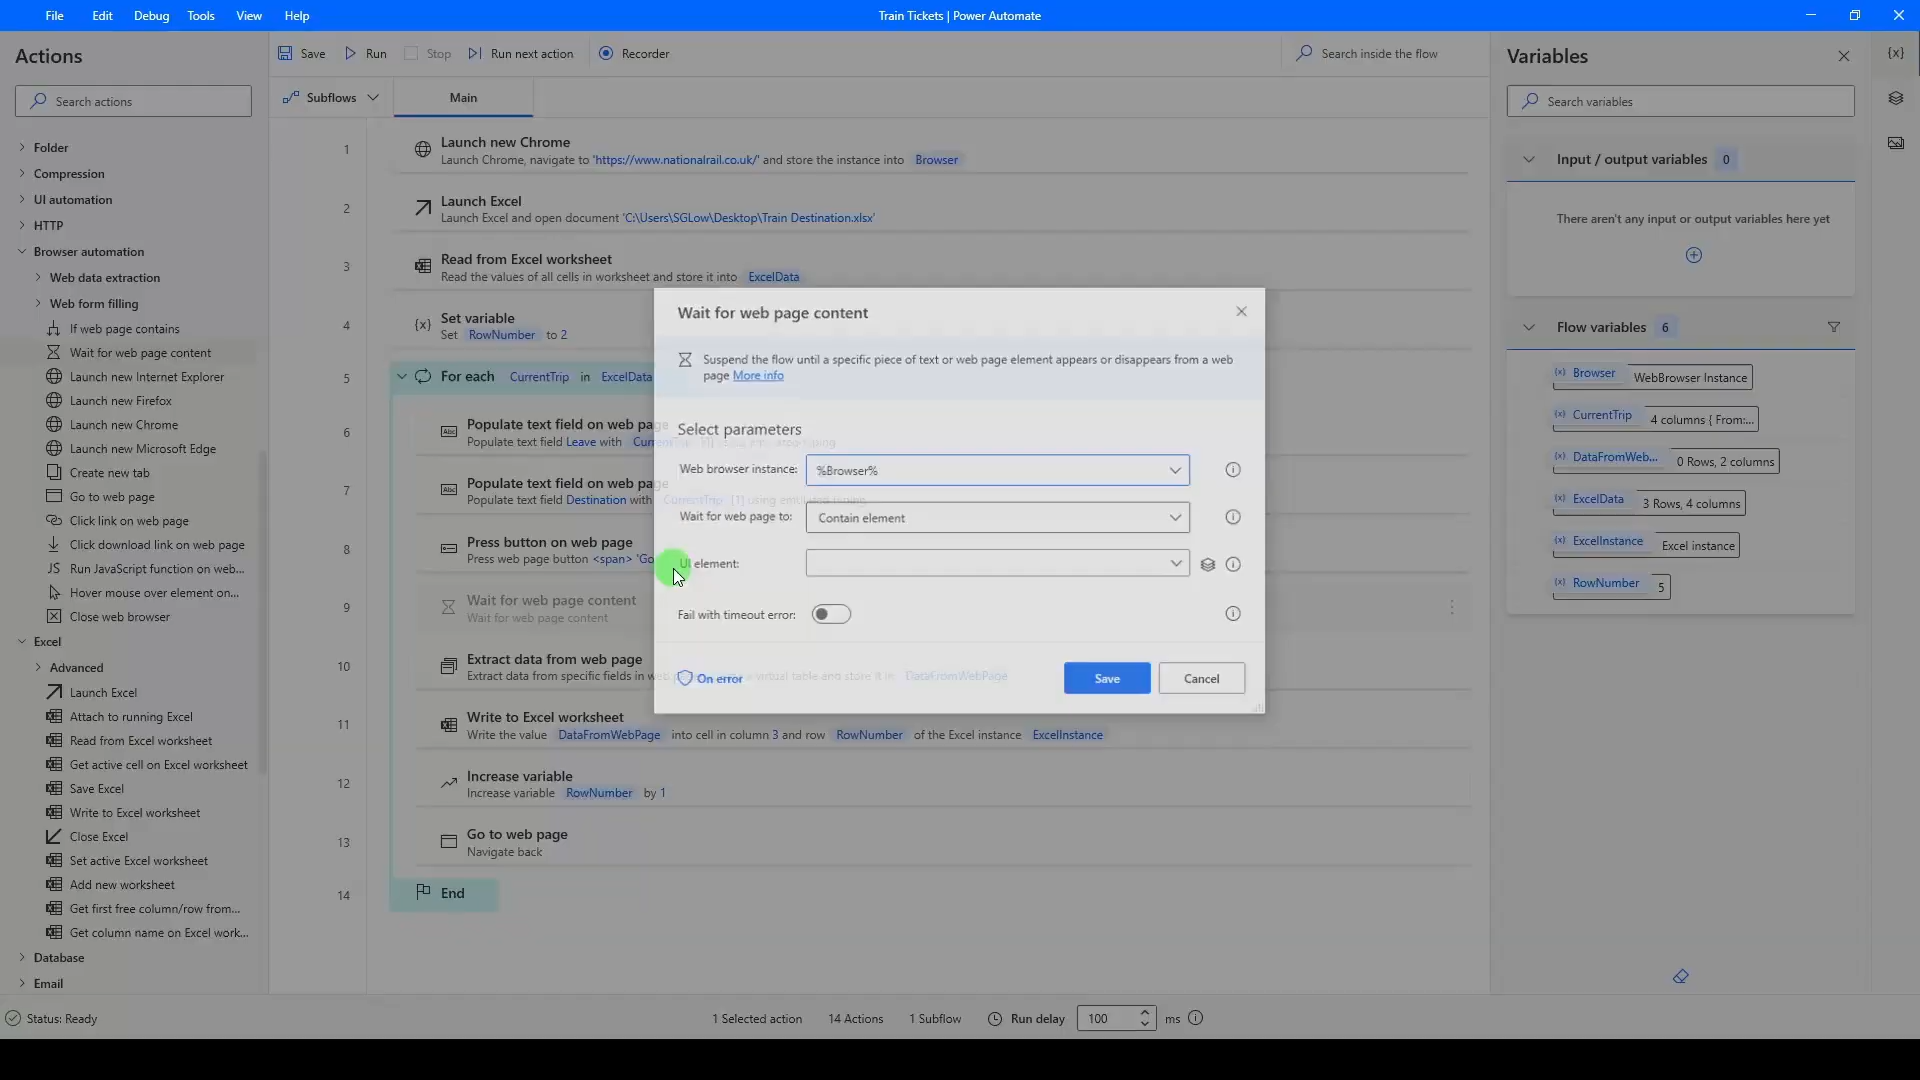 File Edit Debug Tools View Help
Train Tickets | Power Automate
Actions
Search actions
Folder
Compression
UI automation
HTTP
Browser automation
Web data extraction
Web form filling
If web page contains
Wait for web page content
Launch new Internet Explorer
Launch new Firefox
Launch new Chrome
Launch new Microsoft Edge
Create new tab
Go to web page
Click link on web page
Click download link on web page
JS Run JavaScript function on web...
Hover mouse over element on...
Close web browser
Excel
Advanced
Launch Excel
Attach to running Excel
Read from Excel worksheet
Get active cell on Excel worksheet
Save Excel
Write to Excel worksheet
Close Excel
Set active Excel worksheet
Add new worksheet
Get first free column/row from...
Get column name on Excel work...
Database
Email
Save Run Stop Run next action Recorder
Search inside the flow
Subflows Main
1 Launch new Chrome
Launch Chrome, navigate to 'https://www.nationalrail.co.uk/' and store the instance into Browser
2 Launch Excel
Launch Excel and open document 'C:\Users\SGLow\Desktop\Train Destination.xlsx'
3 Read from Excel worksheet
Read the values of all cells in worksheet and store it into ExcelData
4 {x} Set variable
Set RowNumber to 2
5 For each CurrentTrip in ExcelData
6 Abc Populate text field on web page
Populate text field Leave with
7 Abc Populate text field on web page
Populate text field Destination with CurrentTrip [1] using emulated typing
8 Press button on web page
Press web page button <span> 'Go
9 Wait for web page content
Wait for web page content
10 Extract data from web page
Extract data from specific fields in web virtual table and store it in DataFromWebPage
11 Write to Excel worksheet
Write the value DataFromWebPage into cell in column 3 and row RowNumber of the Excel instance ExcelInstance
12 Increase variable
Increase variable RowNumber by 1
13 Go to web page
Navigate back
14 End
Wait for web page content
Suspend the flow until a specific piece of text or web page element appears or disappears from a web
page More info
Select parameters
Web browser instance: %Browser%
Wait for web page to: Contain element
UI element:
Fail with timeout error:
On error
Save Cancel
Variables
{x}
Search variables
Input / output variables 0
There aren't any input or output variables here yet
Flow variables 6
(x) Browser WebBrowser Instance
(x) CurrentTrip 4 columns { From:...
(x) DataFromWeb... 0 Rows, 2 columns
(x) ExcelData 3 Rows, 4 columns
(x) ExcelInstance Excel instance
(x) RowNumber 5
Status: Ready
1 Selected action 14 Actions 1 Subflow Run delay 100 ms